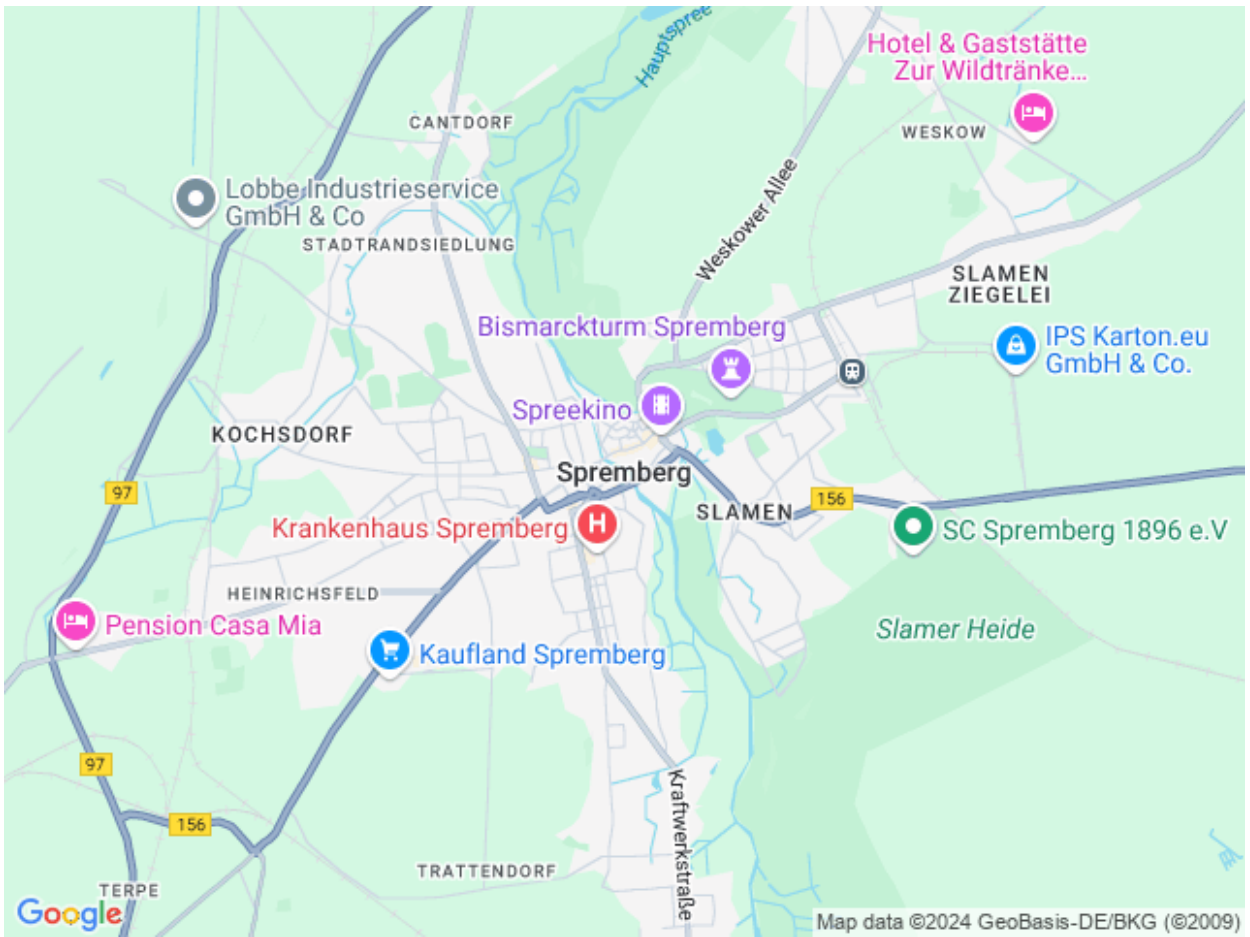 Hauptspree
Hotel & Gaststätte
Zur Wildtränke...
CANTDORF
WESKOW
Weskower Allee
Lobbe Industrieservice
GmbH & Co
STADTRANDSIEDLUNG
SLAMEN
ZIEGELEI
Bismarckturm Spremberg
IPS Karton.eu
GmbH & Co.
Spreekino
KOCHSDORF
Spremberg
97
156
SLAMEN
Krankenhaus Spremberg
SC Spremberg 1896 e.V
HEINRICHSFELD
Pension Casa Mia
Slamer Heide
Kaufland Spremberg
97
156
Kraftwerkstraße
TRATTENDORF
TERPE
Google
Map data ©2024 GeoBasis-DE/BKG (©2009)